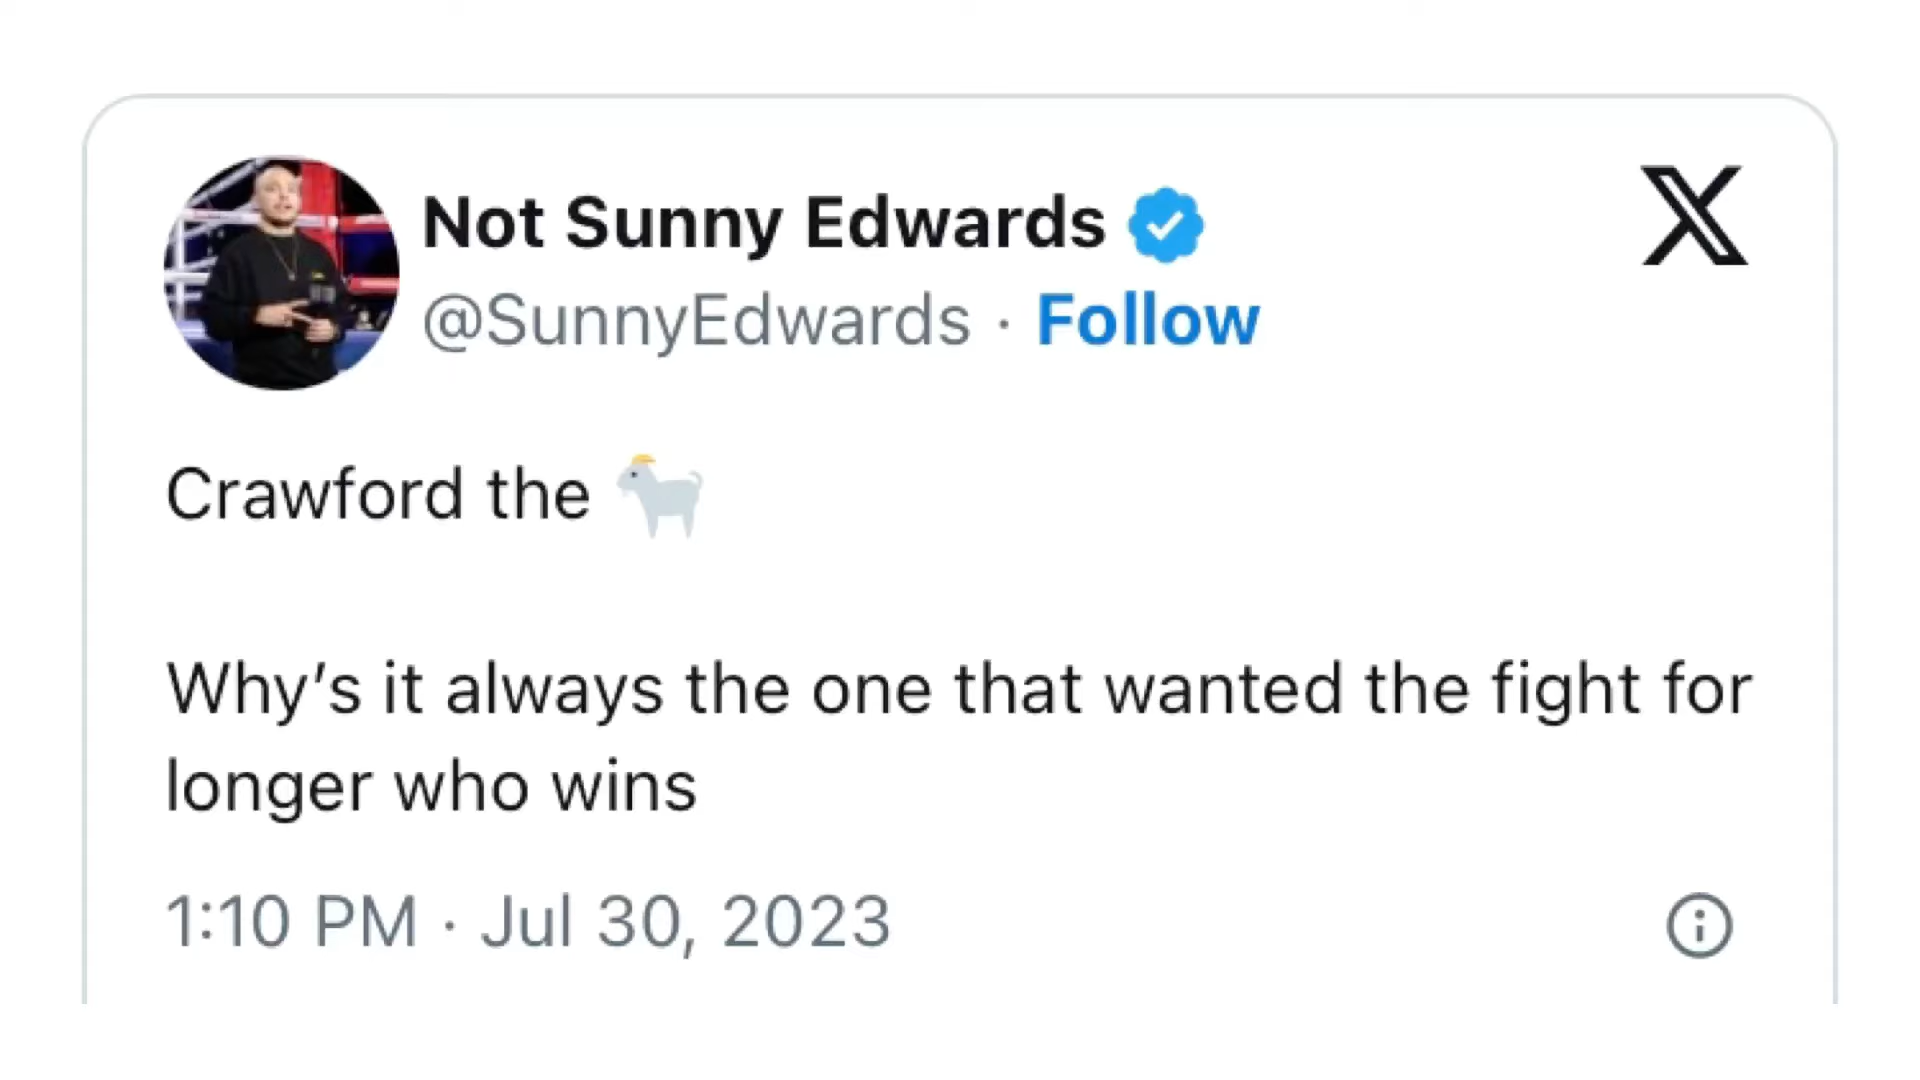 Not Sunny Edwards
@SunnyEdwards · Follow
Crawford the 🐐
Why’s it always the one that wanted the fight for
longer who wins
1:10 PM · Jul 30, 2023